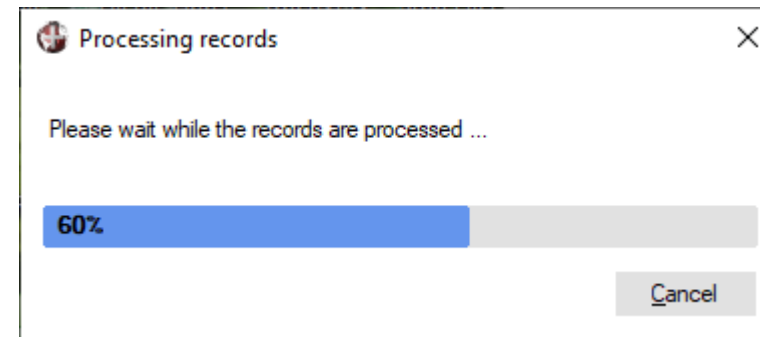 Processing records
Please wait while the records are processed ...
60%
Cancel